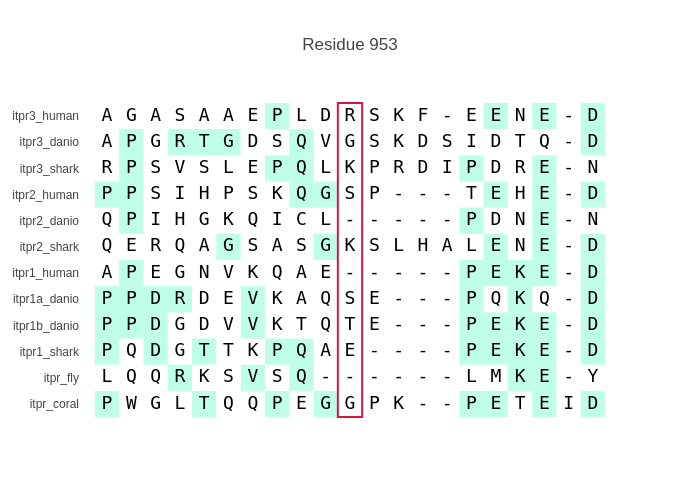 Residue 953
itpr3_human A G A S A A E P L D R S K F - E E N E - D
itpr3_danio A P G R T G D S Q V G S K D S I D T Q - D
itpr3_shark R P S V S L E P Q L K P R D I P D R E - N
itpr2_human P P S I H P S K Q G S P - - - T E H E - D
itpr2_danio Q P I H G K Q I C L - - - - - P D N E - N
itpr2_shark Q E R Q A G S A S G K S L H A L E N E - D
itpr1_human A P E G N V K Q A E - - - - - P E K E - D
itpr1a_danio P P D R D E V K A Q S E - - - P Q K Q - D
itpr1b_danio P P D G D V V K T Q T E - - - P E K E - D
itpr1_shark P Q D G T T K P Q A E - - - - P E K E - D
itpr_fly L Q Q R K S V S Q - - - - - - L M K E - Y
itpr_coral P W G L T Q Q P E G G P K - - P E T E I D